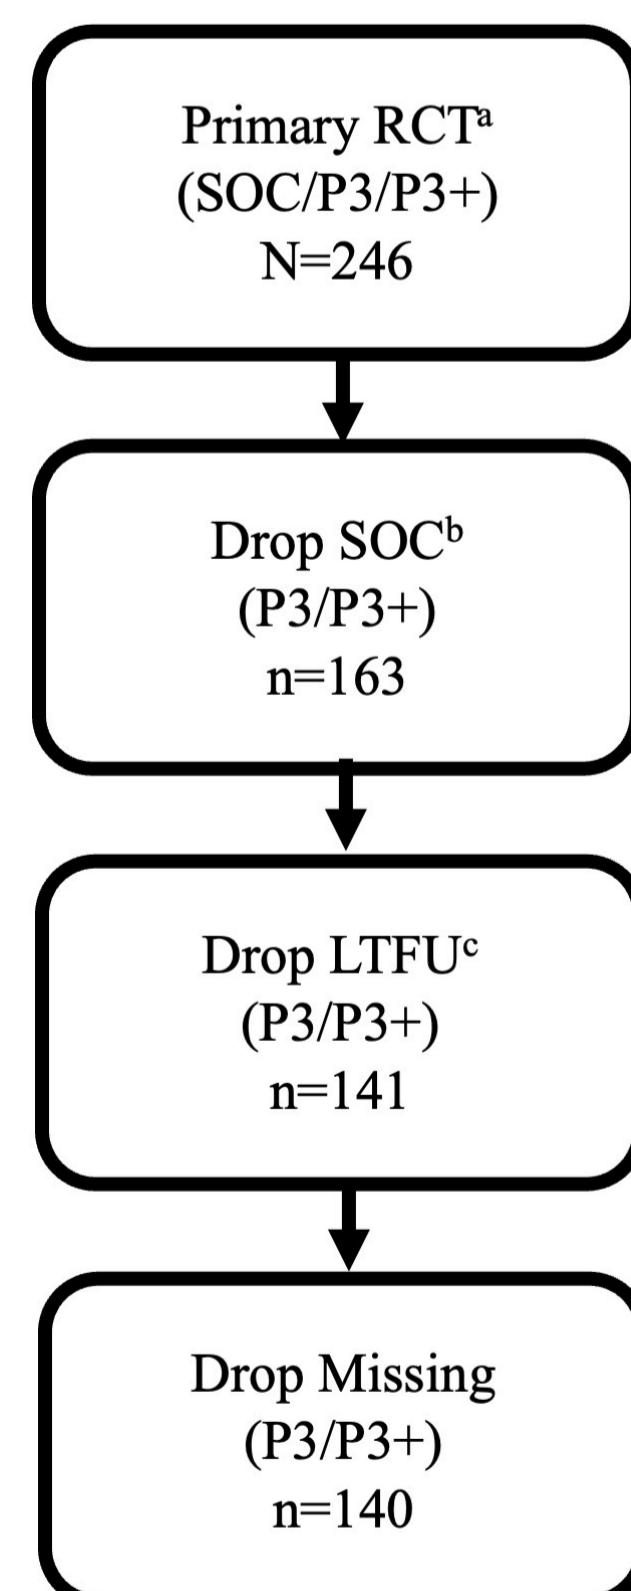 Primary RCTᵃ
(SOC/P3/P3+)
N=246
Drop SOCᵇ
(P3/P3+)
n=163
Drop LTFUᶜ
(P3/P3+)
n=141
Drop Missing
(P3/P3+)
n=140